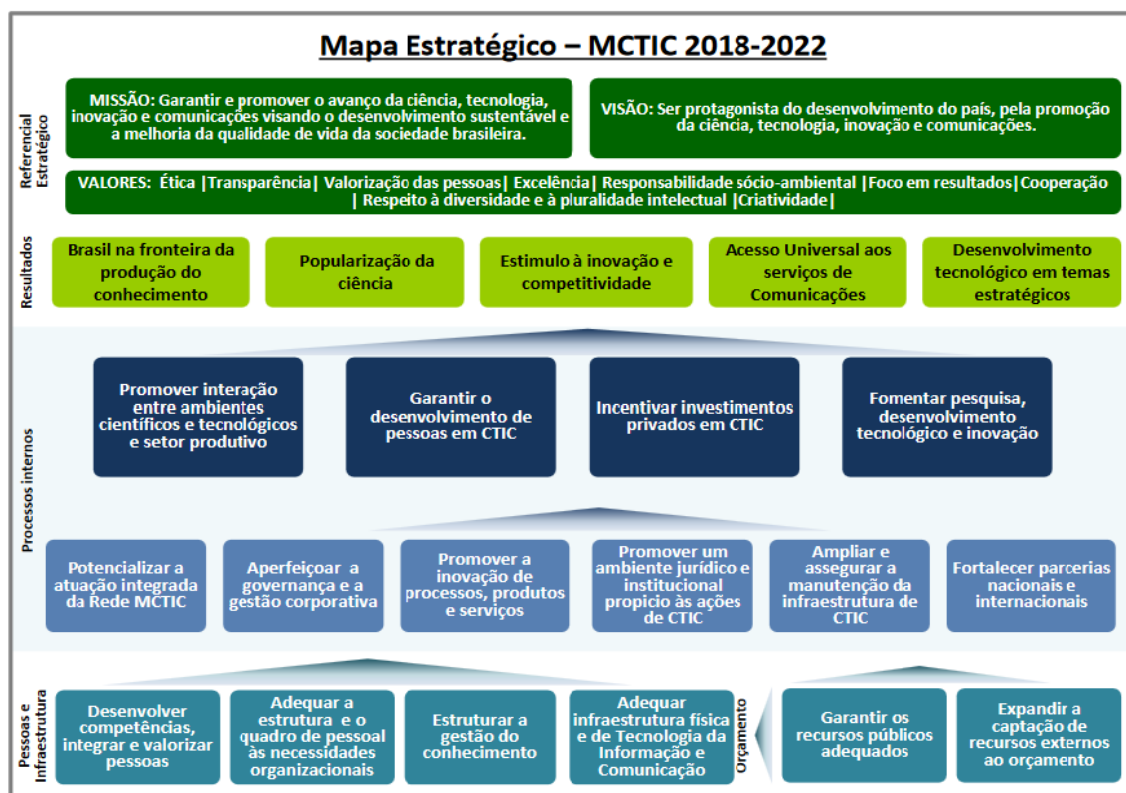 Mapa Estratégico – MCTIC 2018-2022
Referencial
Estratégico
MISSÃO: Garantir e promover o avanço da ciência, tecnologia,
inovação e comunicações visando o desenvolvimento sustentável e
a melhoria da qualidade de vida da sociedade brasileira.
VISÃO: Ser protagonista do desenvolvimento do país, pela promoção
da ciência, tecnologia, inovação e comunicações.
VALORES: Ética |Transparência| Valorização das pessoas| Excelência| Responsabilidade sócio-ambiental |Foco em resultados|Cooperação
| Respeito à diversidade e à pluralidade intelectual |Criatividade|
Resultados
Brasil na fronteira da
produção do
conhecimento
Popularização da
ciência
Estimulo à inovação e
competitividade
Acesso Universal aos
serviços de
Comunicações
Desenvolvimento
tecnológico em temas
estratégicos
Processos internos
Promover interação
entre ambientes
científicos e tecnológicos
e setor produtivo
Garantir o
desenvolvimento de
pessoas em CTIC
Incentivar investimentos
privados em CTIC
Fomentar pesquisa,
desenvolvimento
tecnológico e inovação
Potencializar a
atuação integrada
da Rede MCTIC
Aperfeiçoar a
governança e a
gestão corporativa
Promover a
inovação de
processos, produtos
e serviços
Promover um
ambiente jurídico e
institucional
propicio às ações
de CTIC
Ampliar e
assegurar a
manutenção da
infraestrutura de
CTIC
Fortalecer parcerias
nacionais e
internacionais
Pessoas e
Infraestrutura
Desenvolver
competências,
integrar e valorizar
pessoas
Adequar a
estrutura e o
quadro de pessoal
às necessidades
organizacionais
Estruturar a
gestão do
conhecimento
Adequar
infraestrutura física
e de Tecnologia da
Informação e
Comunicação
Orçamento
Garantir os
recursos públicos
adequados
Expandir a
captação de
recursos externos
ao orçamento